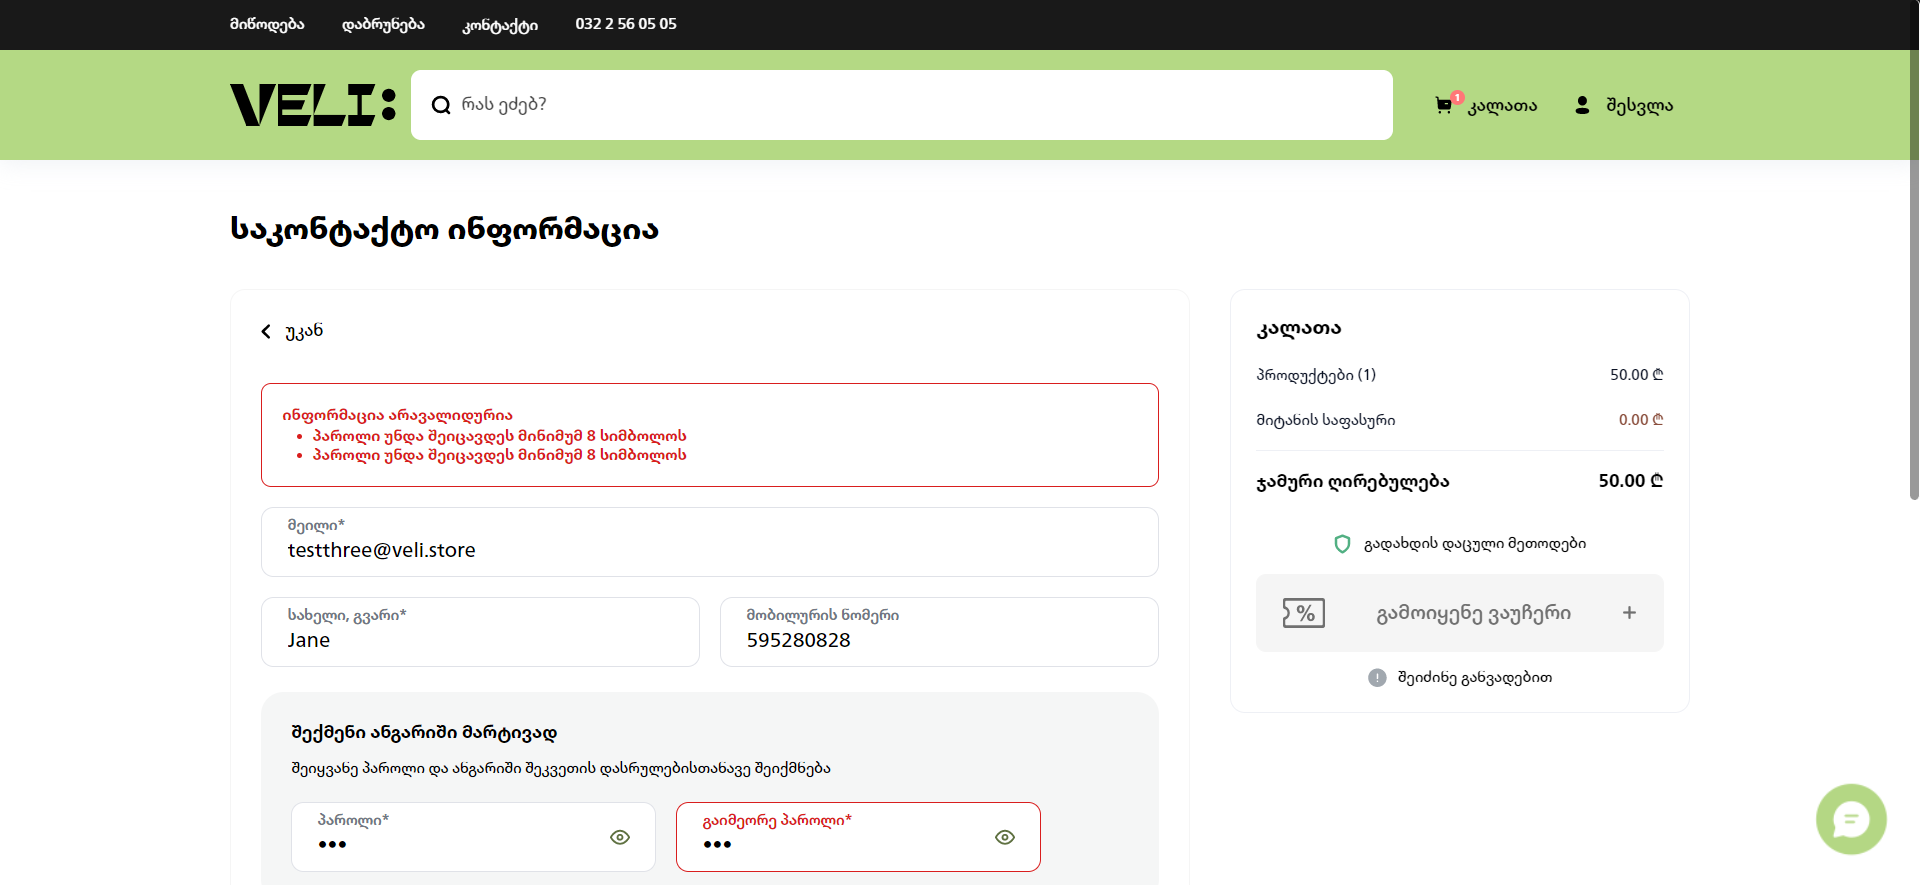 მიწოდება
დაბრუნება
კონტაქტი
032 2 56 05 05
VELI:
რას ეძებ?
1
კალათა
შესვლა
საკონტაქტო ინფორმაცია
უკან
ინფორმაცია არავალიდურია
• პაროლი უნდა შეიცავდეს მინიმუმ 8 სიმბოლოს
• პაროლი უნდა შეიცავდეს მინიმუმ 8 სიმბოლოს
მეილი*
testthree@veli.store
სახელი, გვარი*
Jane
მობილურის ნომერი
595280828
შექმენი ანგარიში მარტივად
შეიყვანე პაროლი და ანგარიში შეკვეთის დასრულებისთანავე შეიქმნება
პაროლი*
•••
გაიმეორე პაროლი*
•••
კალათა
პროდუქტები (1) 50.00 ₾
მიტანის საფასური 0.00 ₾
ჯამური ღირებულება 50.00 ₾
გადახდის დაცული მეთოდები
% გამოიყენე ვაუჩერი +
! შეიძინე განვადებით